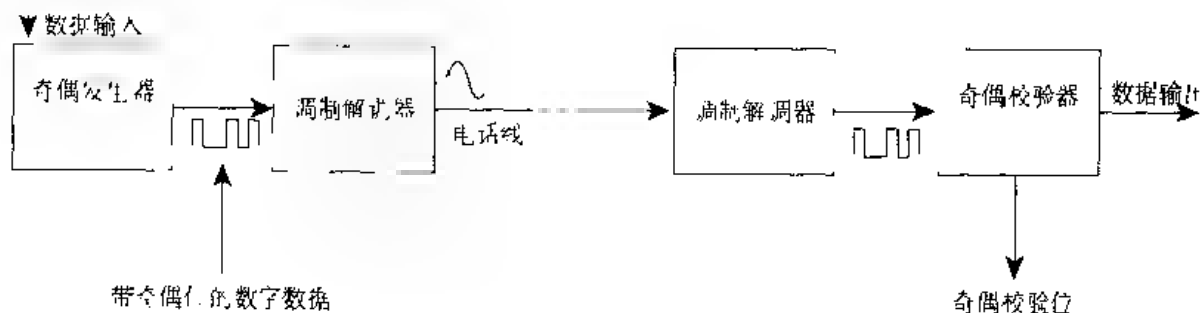 数据输入
奇偶发生器
调制解调器
电话线
调制解调器
奇偶校验器
数据输出
带奇偶位的数字数据
奇偶校验位